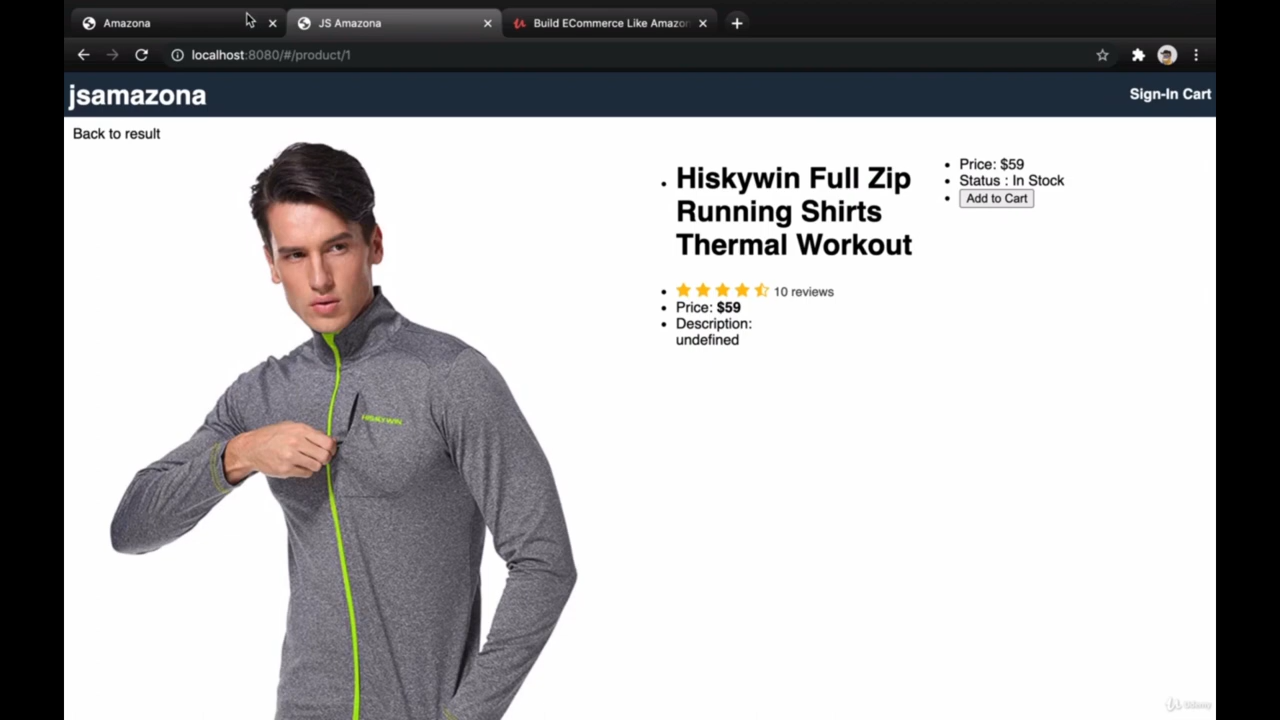 Amazona
JS Amazona
Build ECommerce Like Amazon
localhost:8080/#/product/1
jsamazona
Sign-In Cart
Back to result
Hiskywin Full Zip
Running Shirts
Thermal Workout
10 reviews
Price: $59
Description:
undefined
Price: $59
Status : In Stock
Add to Cart
HISKYWIN
Udemy